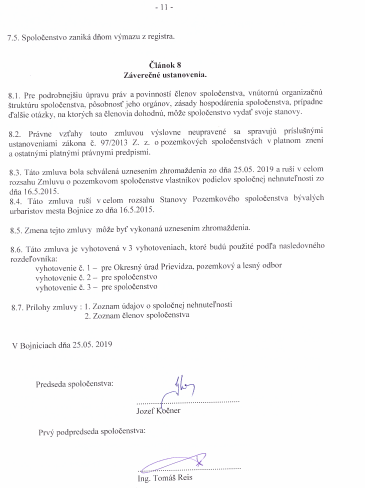 - 11 -
7.5. Spoločenstvo zaniká dňom výmazu z registra.
Článok 8
Záverečné ustanovenia.
8.1. Pre podrobnejšiu úpravu práv a povinností členov spoločenstva, vnútornú organizačnú
štruktúru spoločenstva, pôsobnosť jeho orgánov, zásady hospodárenia spoločenstva, prípadne
ďalšie otázky, na ktorých sa členovia dohodnú, môže spoločenstvo vydať svoje stanovy.
8.2. Právne vzťahy touto zmluvou výslovne neupravené sa spravujú príslušnými
ustanoveniami zákona č. 97/2013 Z. z. o pozemkových spoločenstvách v platnom znení
a ostatnými platnými právnymi predpismi.
8.3. Táto zmluva bola schválená uznesením zhromaždenia zo dňa 25.05. 2019 a ruší v celom
rozsahu Zmluvu o pozemkovom spoločenstve vlastníkov podielov spoločnej nehnuteľnosti zo
dňa 16.5.2015.
8.4. Táto zmluva ruší v celom rozsahu Stanovy Pozemkového spoločenstva bývalých
urbaristov mesta Bojnice zo dňa 16.5.2015.
8.5. Zmena tejto zmluvy môže byť vykonaná uznesením zhromaždenia.
8.6. Táto zmluva je vyhotovená v 3 vyhotoveniach, ktoré budú použité podľa nasledovného
rozdeľovníka:
vyhotovenie č. 1 – pre Okresný úrad Prievidza, pozemkový a lesný odbor
vyhotovenie č. 2 – pre spoločenstvo
vyhotovenie č. 3 – pre spoločenstvo
8.7. Prílohy zmluvy : 1. Zoznam údajov o spoločnej nehnuteľnosti
2. Zoznam členov spoločenstva
V Bojniciach dňa 25.05. 2019
Predseda spoločenstva:
Jozef Kočner
Prvý podpredseda spoločenstva:
Ing. Tomáš Reis